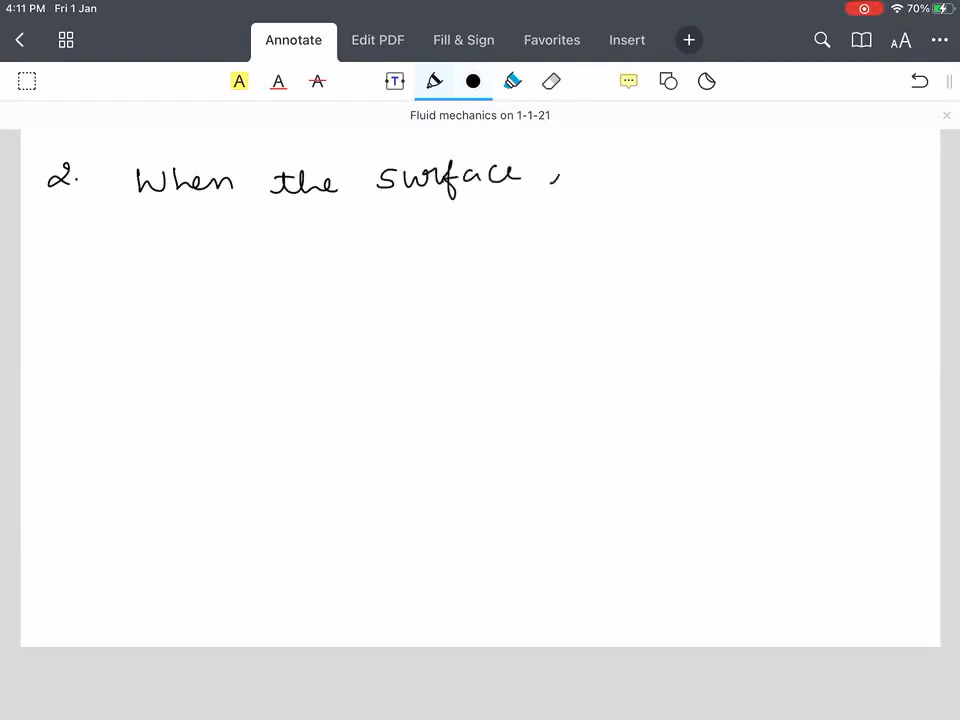 4:11 PM Fri 1 Jan 70%
Annotate Edit PDF Fill & Sign Favorites Insert
A A A T AA
Fluid mechanics on 1-1-21
2. When the surface